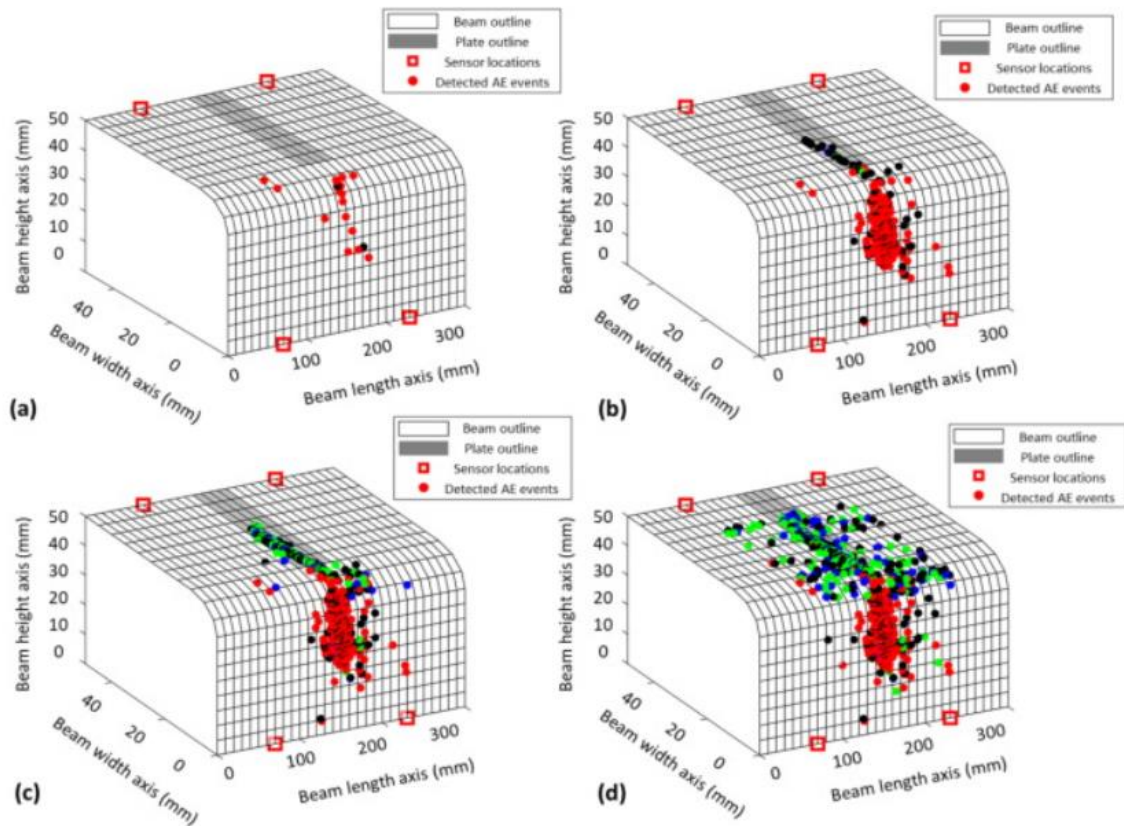 Beam outline
Plate outline
Sensor locations
Detected AE events
Beam height axis (mm)
50
40
30
20
10
0
40
20
0
Beam width axis (mm)
0
100
200
300
Beam length axis (mm)
(a)
Beam outline
Plate outline
Sensor locations
Detected AE events
Beam height axis (mm)
50
40
30
20
10
0
40
20
0
Beam width axis (mm)
0
100
200
300
Beam length axis (mm)
(b)
Beam outline
Plate outline
Sensor locations
Detected AE events
Beam height axis (mm)
50
40
30
20
10
0
40
20
0
Beam width axis (mm)
0
100
200
300
Beam length axis (mm)
(c)
Beam outline
Plate outline
Sensor locations
Detected AE events
Beam height axis (mm)
50
40
30
20
10
0
40
20
0
Beam width axis (mm)
0
100
200
300
Beam length axis (mm)
(d)